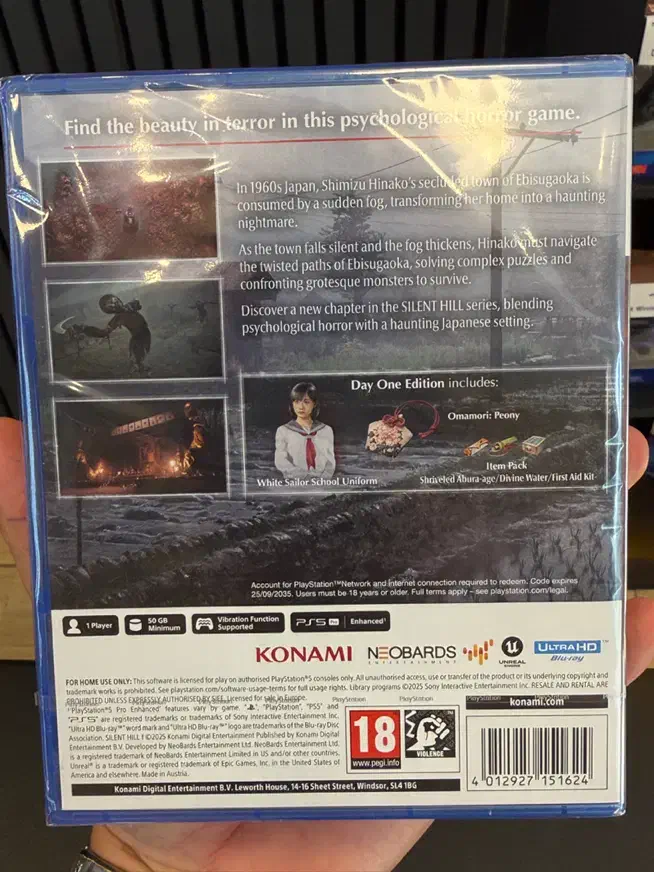 Find the beauty in terror in this psychological horror game.
In 1960s Japan, Shimizu Hinako's secluded town of Ebisugaoka is
consumed by a sudden fog, transforming her home into a haunting
nightmare.
As the town falls silent and the fog thickens, Hinako must navigate
the twisted paths of Ebisugaoka, solving complex puzzles and
confronting grotesque monsters to survive.
Discover a new chapter in the SILENT HILL series, blending
psychological horror with a haunting Japanese setting.
Day One Edition includes:
Omamori: Peony
White Sailor School Uniform
Item Pack
Shriveled Abura-age/Divine Water/First Aid Kit
Account for PlayStation™Network and internet connection required to redeem. Code expires
25/09/2035. Users must be 18 years or older. Full terms apply – see playstation.com/legal.
1 Player
50 GB
Minimum
Vibration Function
Supported
PS5 Pro Enhanced
KONAMI
NEOBARDS
ENTERTAINMENT
UNREAL
ENGINE
ULTRA HD
Blu-ray
FOR HOME USE ONLY: This software is licensed for play on authorised PlayStation®5 consoles only. All unauthorised access, use or transfer of the product or its underlying copyright and
trademark works is prohibited. See playstation.com/software-usage-terms for full usage rights. Library programs ©2025 Sony Interactive Entertainment Inc. RESALE AND RENTAL ARE
PROHIBITED UNLESS EXPRESSLY AUTHORISED BY SIEE. Licensed for sale in Europe.
"PlayStation", "PS5" and
"PS5" are registered trademarks or trademarks of Sony Interactive Entertainment Inc.
"PlayStation®5 Pro Enhanced" features vary by game.
"Ultra HD Blu-ray™" word mark and "Ultra HD Blu-ray™" logo are trademarks of the Blu-ray Disc
Association. SILENT HILL f ©2025 Konami Digital Entertainment Published by Konami Digital
Entertainment B.V. Developed by NeoBards Entertainment Ltd. NeoBards Entertainment Ltd.
is a registered trademark of NeoBards Entertainment Limited in US and/or other countries.
Unreal® is a trademark or registered trademark of Epic Games, Inc. in the United States of
America and elsewhere. Made in Austria.
18
www.pegi.info
VIOLENCE
konami.com
4 012927 151624
Konami Digital Entertainment B.V. Leworth House, 14-16 Sheet Street, Windsor, SL4 1BG